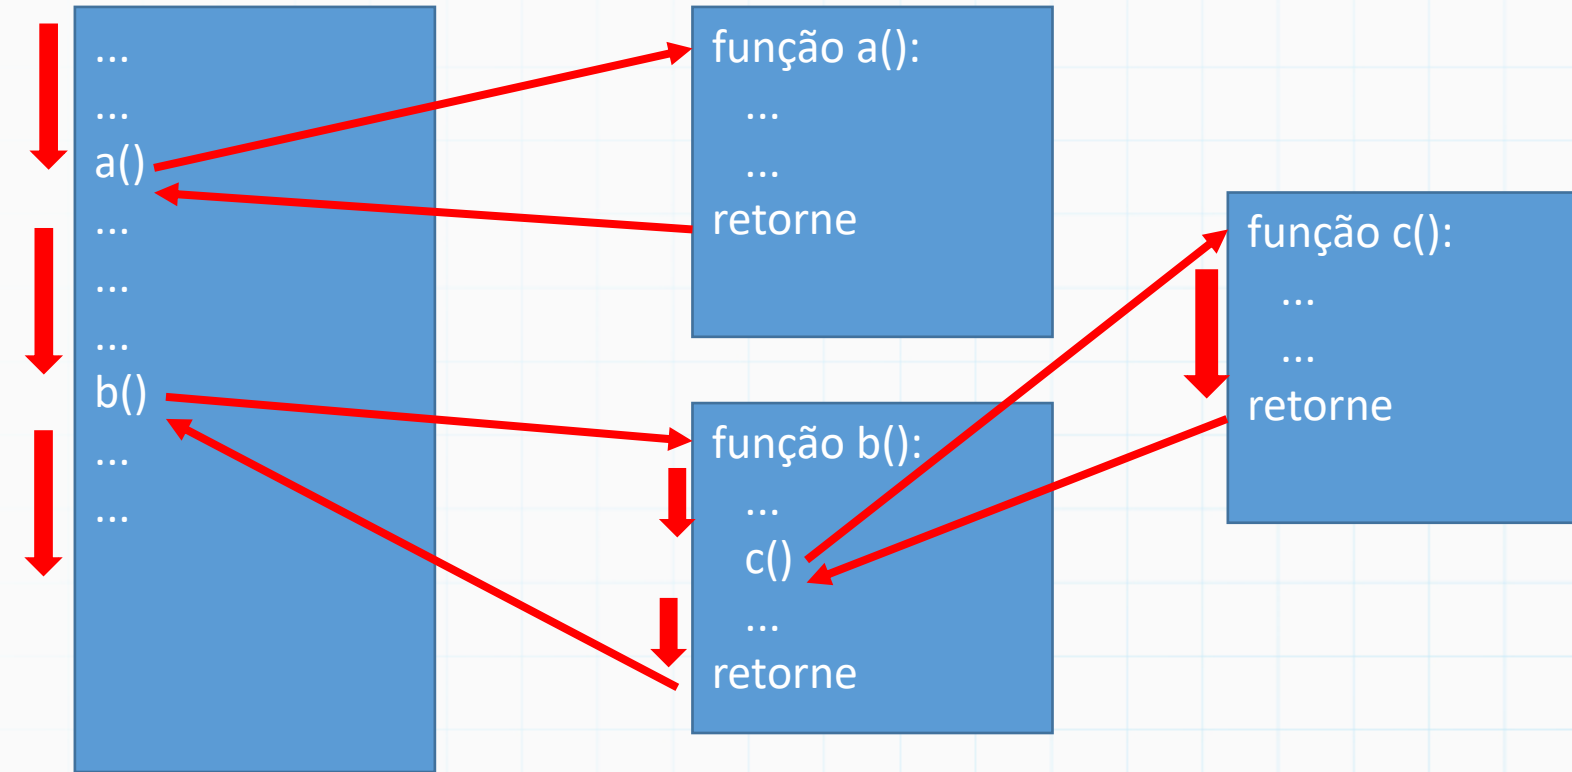 ...
...
a()
...
...
...
b()
...
...
função a():
...
...
retorne
função b():
...
c()
...
retorne
função c():
...
...
retorne